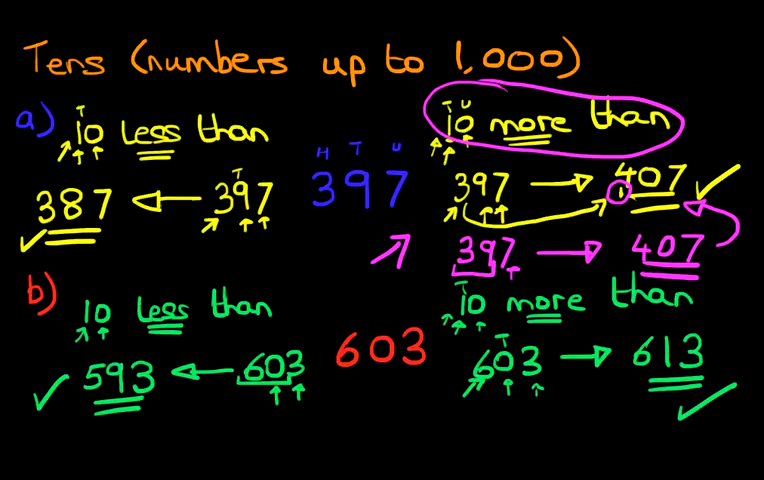 Tens (numbers up to 1,000)
a)
T
10 less than
T U
10 more than
H T U
397
T
387 ← 397
397 → 407
1
397 → 407
b)
10 less than
T
10 more than
603
593 ← 603
T
603 → 613